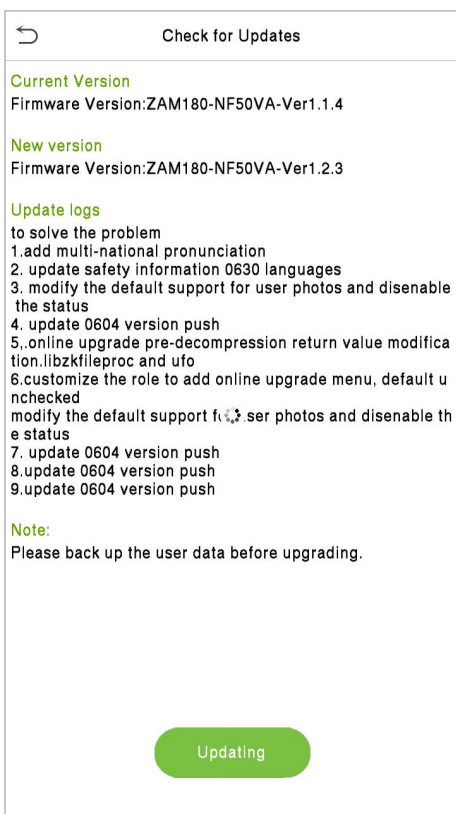 Check for Updates
Current Version
Firmware Version:ZAM180-NF50VA-Ver1.1.4
New version
Firmware Version:ZAM180-NF50VA-Ver1.2.3
Update logs
to solve the problem
1.add multi-national pronunciation
2. update safety information 0630 languages
3. modify the default support for user photos and disenable
the status
4. update 0604 version push
5,.online upgrade pre-decompression return value modifica
tion.libzkfileproc and ufo
6.customize the role to add online upgrade menu, default u
nchecked
modify the default support ser photos and disenable th
e status
7. update 0604 version push
8.update 0604 version push
9.update 0604 version push
Note:
Please back up the user data before upgrading.
Updating